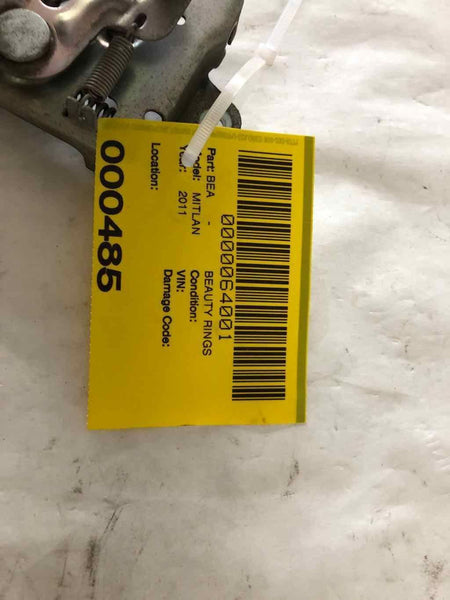 0000064001
Part: BEA - BEAUTY RINGS
Model: MITLAN Condition:
Year: 2011 VIN:
Damage Code:
Location:
000485